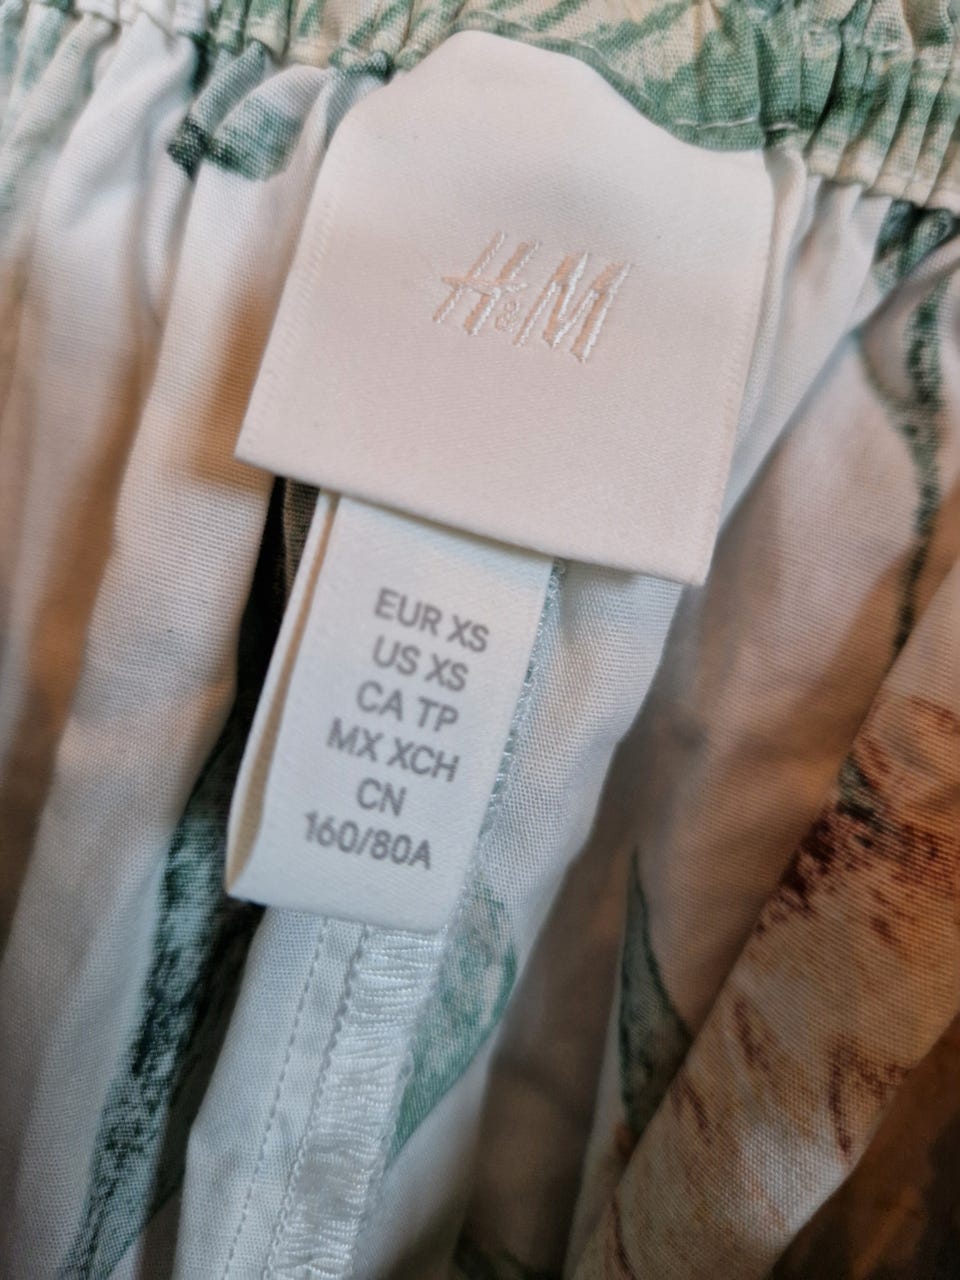 H&M
EUR XS
US XS
CA TP
MX XCH
CN
160/80A